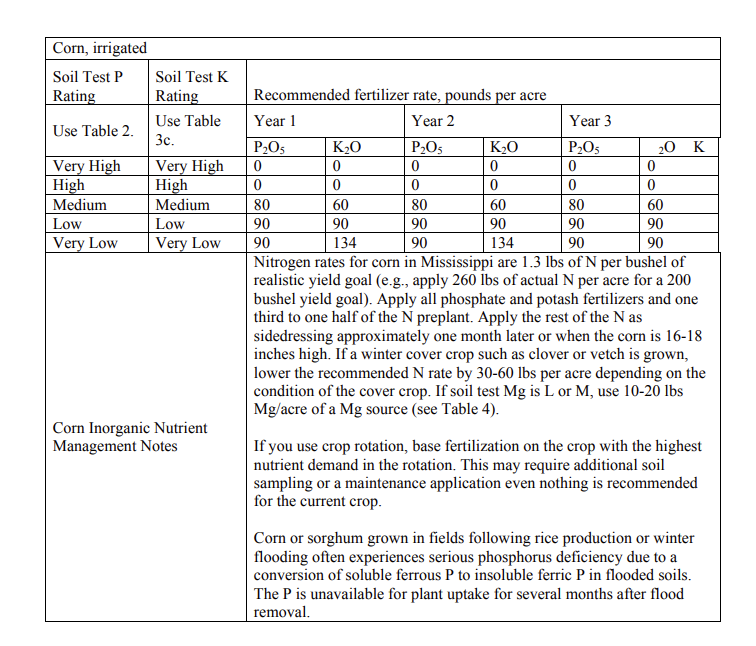 Corn, irrigated
Soil Test P Rating Soil Test K Rating Recommended fertilizer rate, pounds per acre
Use Table 2. Use Table 3c. Year 1 Year 2 Year 3
P₂O₅ K₂O P₂O₅ K₂O P₂O₅ ₂O K
Very High Very High 0 0 0 0 0 0
High High 0 0 0 0 0 0
Medium Medium 80 60 80 60 80 60
Low Low 90 90 90 90 90 90
Very Low Very Low 90 134 90 134 90 90
Corn Inorganic Nutrient
Management Notes
Nitrogen rates for corn in Mississippi are 1.3 lbs of N per bushel of
realistic yield goal (e.g., apply 260 lbs of actual N per acre for a 200
bushel yield goal). Apply all phosphate and potash fertilizers and one
third to one half of the N preplant. Apply the rest of the N as
sidedressing approximately one month later or when the corn is 16-18
inches high. If a winter cover crop such as clover or vetch is grown,
lower the recommended N rate by 30-60 lbs per acre depending on the
condition of the cover crop. If soil test Mg is L or M, use 10-20 lbs
Mg/acre of a Mg source (see Table 4).
If you use crop rotation, base fertilization on the crop with the highest
nutrient demand in the rotation. This may require additional soil
sampling or a maintenance application even nothing is recommended
for the current crop.
Corn or sorghum grown in fields following rice production or winter
flooding often experiences serious phosphorus deficiency due to a
conversion of soluble ferrous P to insoluble ferric P in flooded soils.
The P is unavailable for plant uptake for several months after flood
removal.